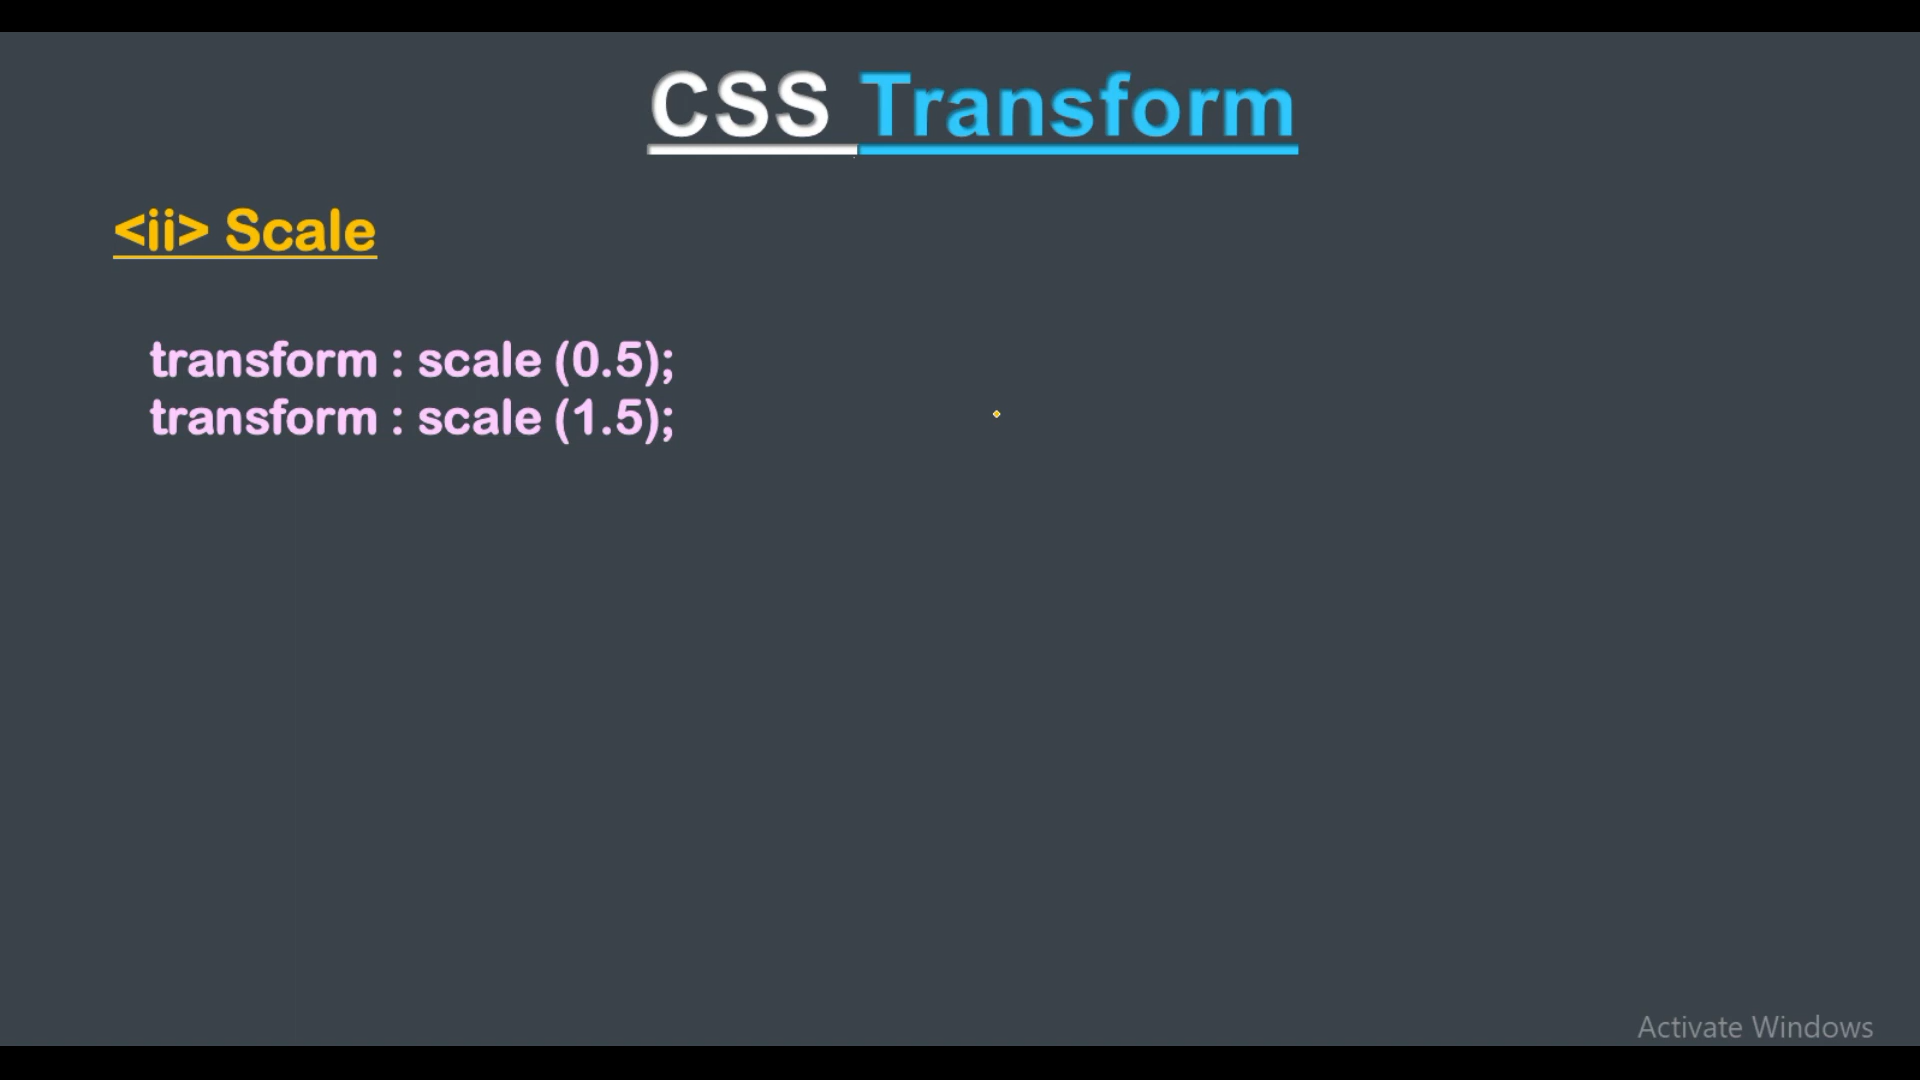 CSS Transform
<ii> Scale
transform : scale (0.5);
transform : scale (1.5);
Activate Windows